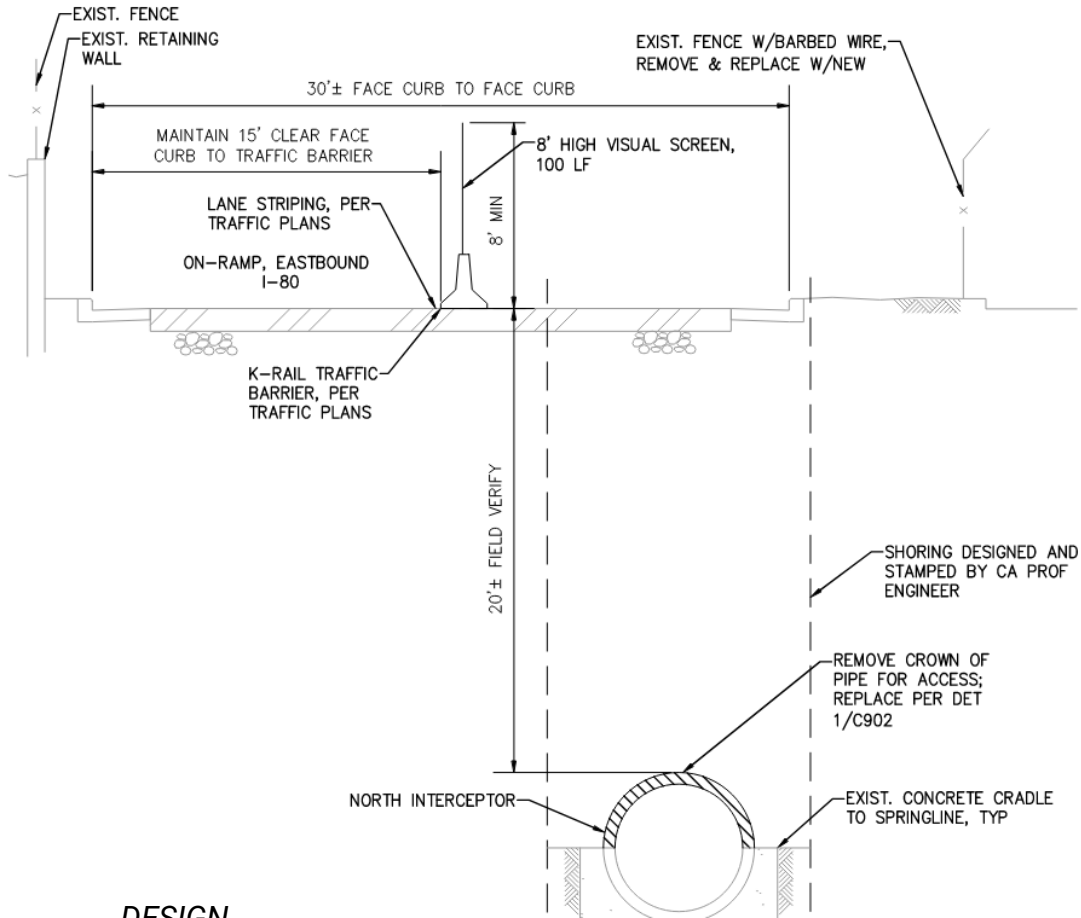 EXIST. FENCE
EXIST. RETAINING
WALL
EXIST. FENCE W/BARBED WIRE,
REMOVE & REPLACE W/NEW
30'± FACE CURB TO FACE CURB
MAINTAIN 15' CLEAR FACE
CURB TO TRAFFIC BARRIER
8' HIGH VISUAL SCREEN,
100 LF
8' MIN
LANE STRIPING, PER
TRAFFIC PLANS
ON-RAMP, EASTBOUND
I-80
K-RAIL TRAFFIC
BARRIER, PER
TRAFFIC PLANS
20'± FIELD VERIFY
SHORING DESIGNED AND
STAMPED BY CA PROF
ENGINEER
REMOVE CROWN OF
PIPE FOR ACCESS;
REPLACE PER DET
1/C902
NORTH INTERCEPTOR
EXIST. CONCRETE CRADLE
TO SPRINGLINE, TYP
DESIGN